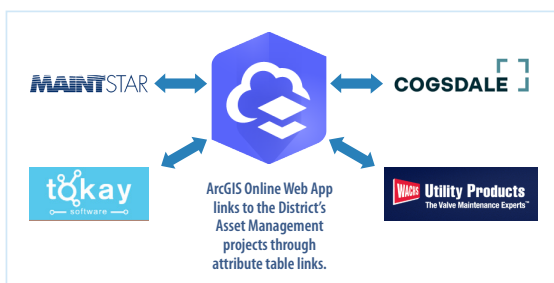 MAINTSTAR
COGSDALE
tokay
software
WACHS Utility Products
The Valve Maintenance Experts™
ArcGIS Online Web App
links to the District’s
Asset Management
projects through
attribute table links.